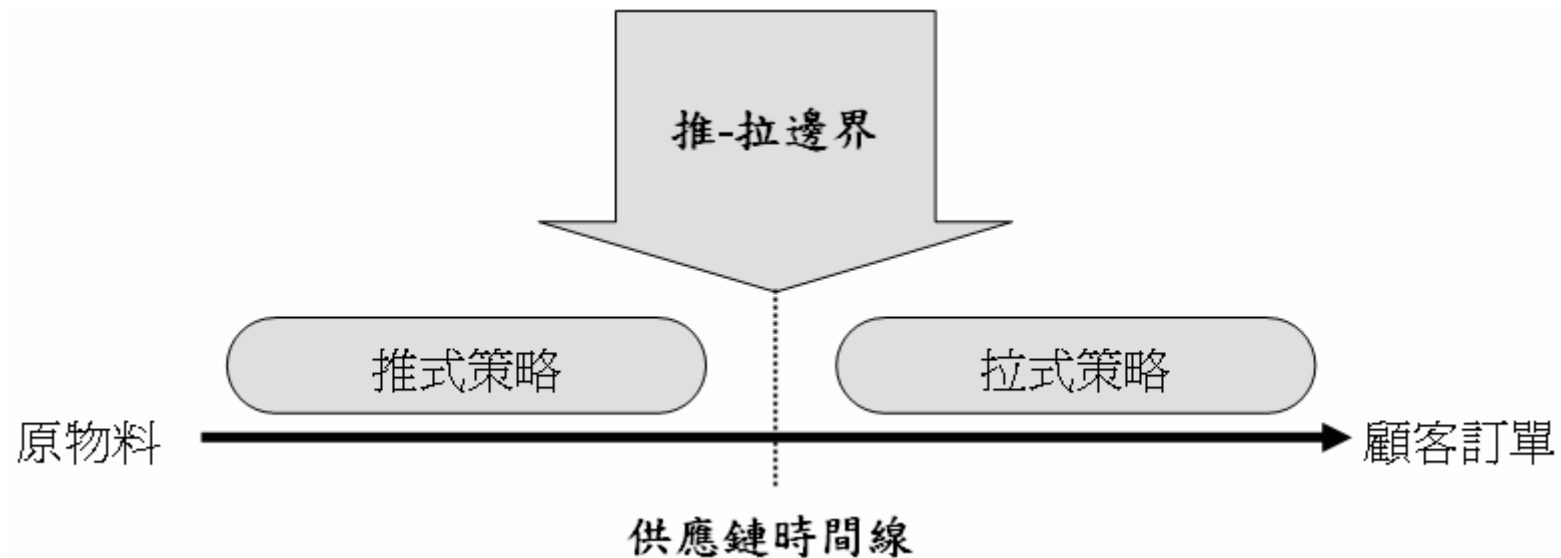 推-拉邊界
推式策略
拉式策略
原物料
顧客訂單
供應鏈時間線